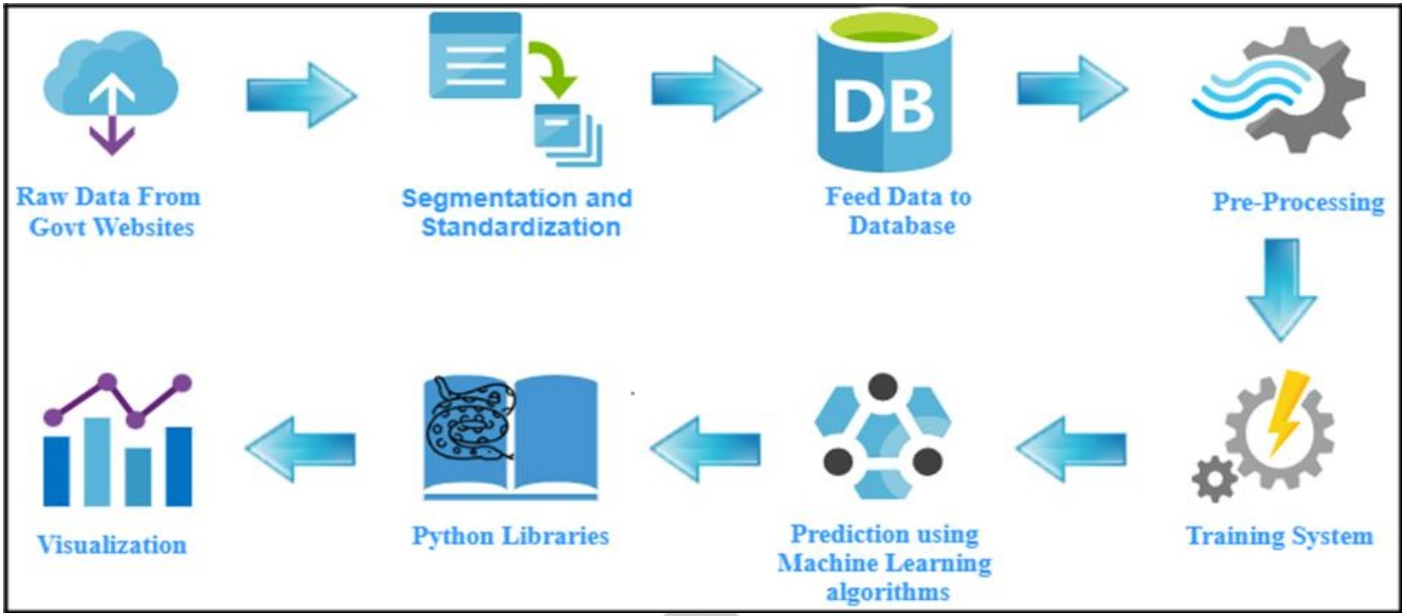 Raw Data From
Govt Websites
Segmentation and
Standardization
DB
Feed Data to
Database
Pre-Processing
Training System
Prediction using
Machine Learning
algorithms
Python Libraries
Visualization